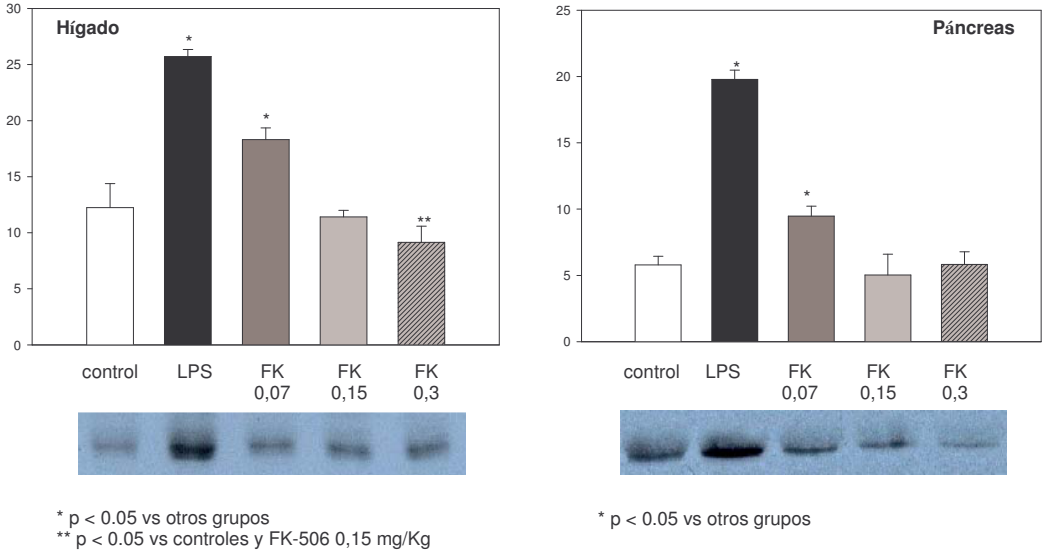 Hígado
30
25
20
15
10
5
0
*
*
**
control LPS FK FK FK
0,07 0,15 0,3
* p < 0.05 vs otros grupos
** p < 0.05 vs controles y FK-506 0,15 mg/Kg
Páncreas
25
20
15
10
5
0
*
*
control LPS FK FK FK
0,07 0,15 0,3
* p < 0.05 vs otros grupos